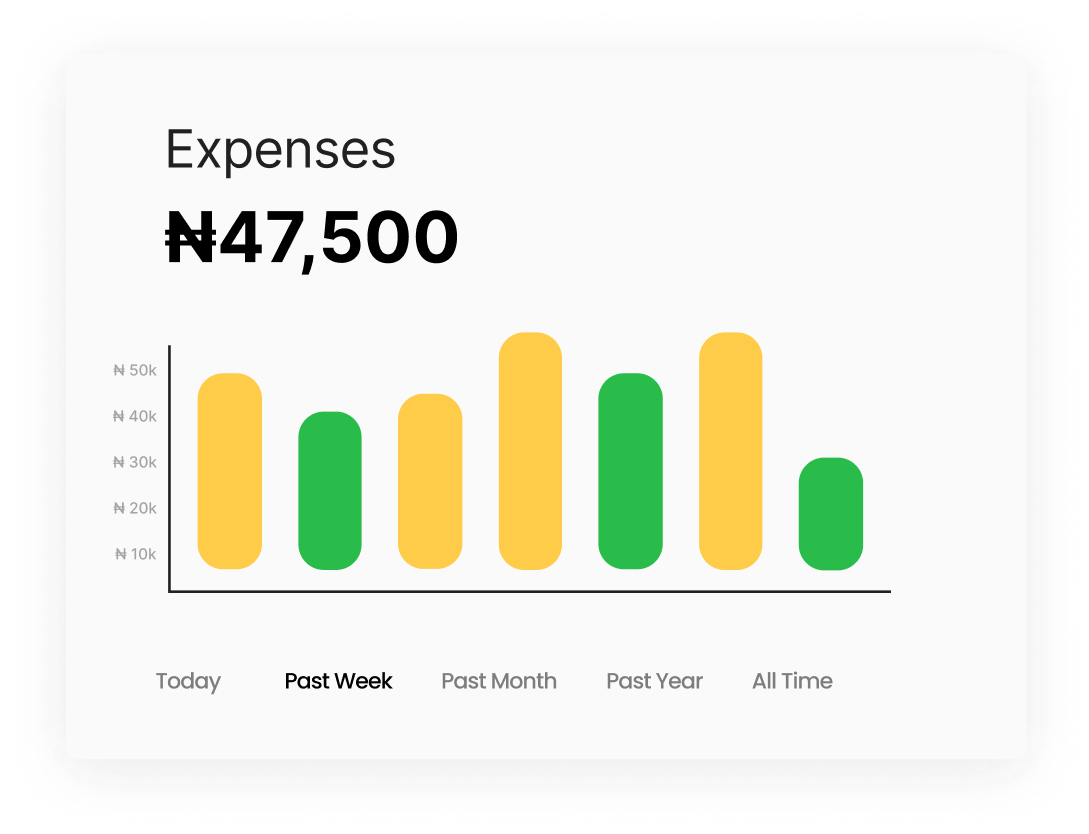 Expenses
₦47,500
₦ 50k
₦ 40k
₦ 30k
₦ 20k
₦ 10k
Today Past Week Past Month Past Year All Time